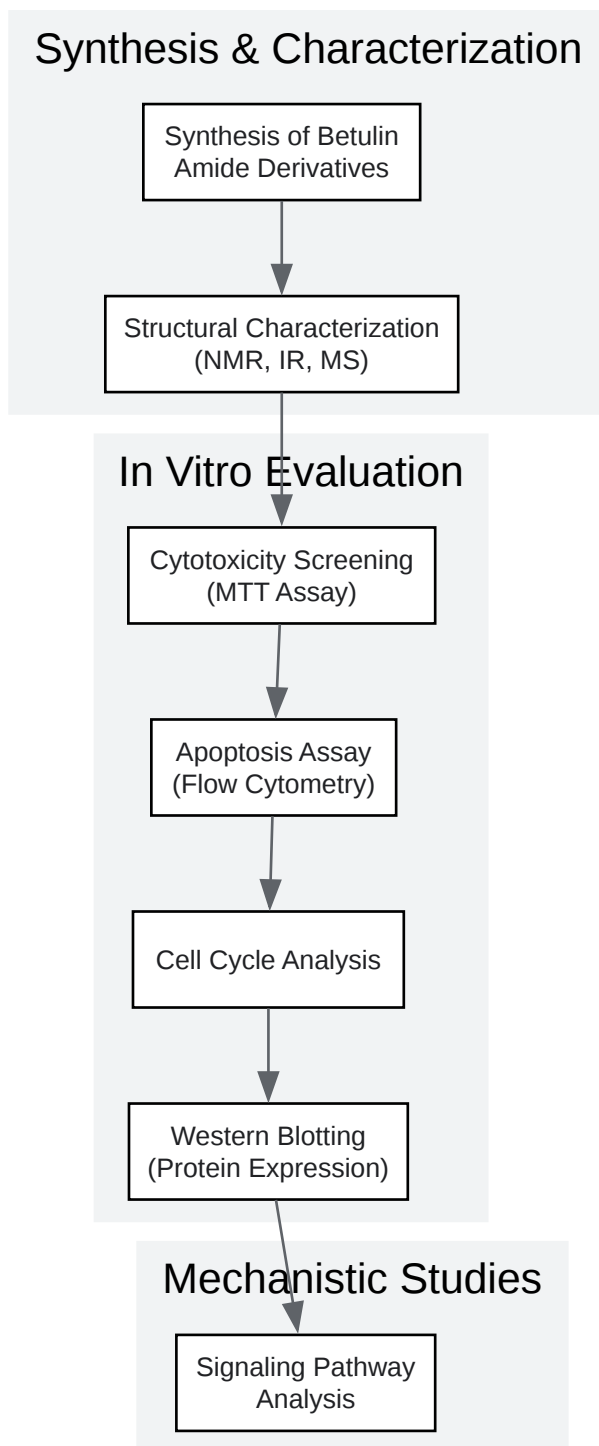 Synthesis & Characterization
Synthesis of Betulin
Amide Derivatives
Structural Characterization
(NMR, IR, MS)
In Vitro Evaluation
Cytotoxicity Screening
(MTT Assay)
Apoptosis Assay
(Flow Cytometry)
Cell Cycle Analysis
Western Blotting
(Protein Expression)
Mechanistic Studies
Signaling Pathway
Analysis